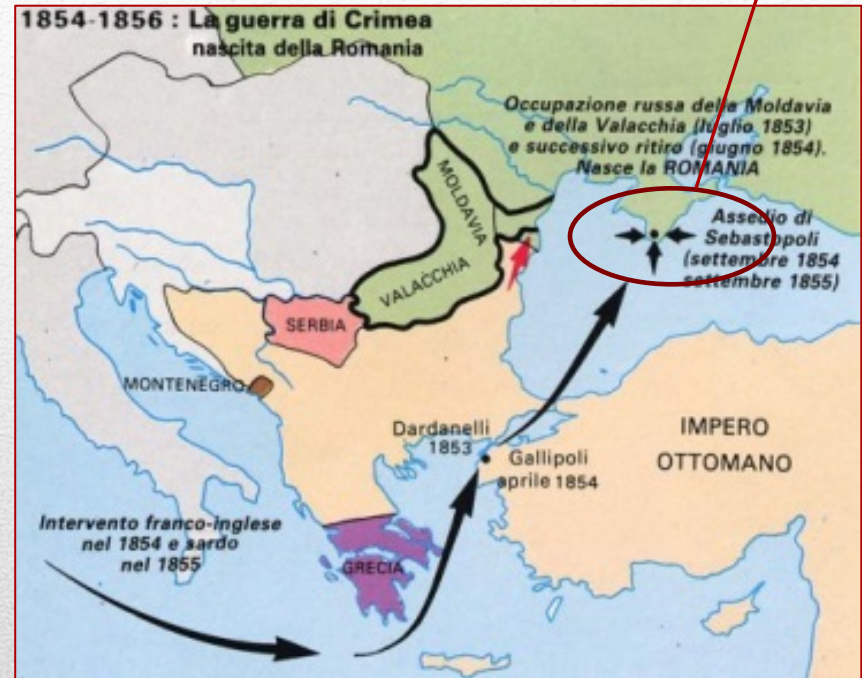 1854-1856 : La guerra di Crimea
nascita della Romania
Occupazione russa della Moldavia
e della Valacchia (luglio 1853)
e successivo ritiro (giugno 1854).
Nasce la ROMANIA
MOLDAVIA
VALACCHIA
Assedio di
Sebastopoli
(settembre 1854
settembre 1855)
SERBIA
MONTENEGRO
Dardanelli
1853
Gallipoli
aprile 1854
IMPERO
OTTOMANO
Intervento franco-inglese
nel 1854 e sardo
nel 1855
GRECIA